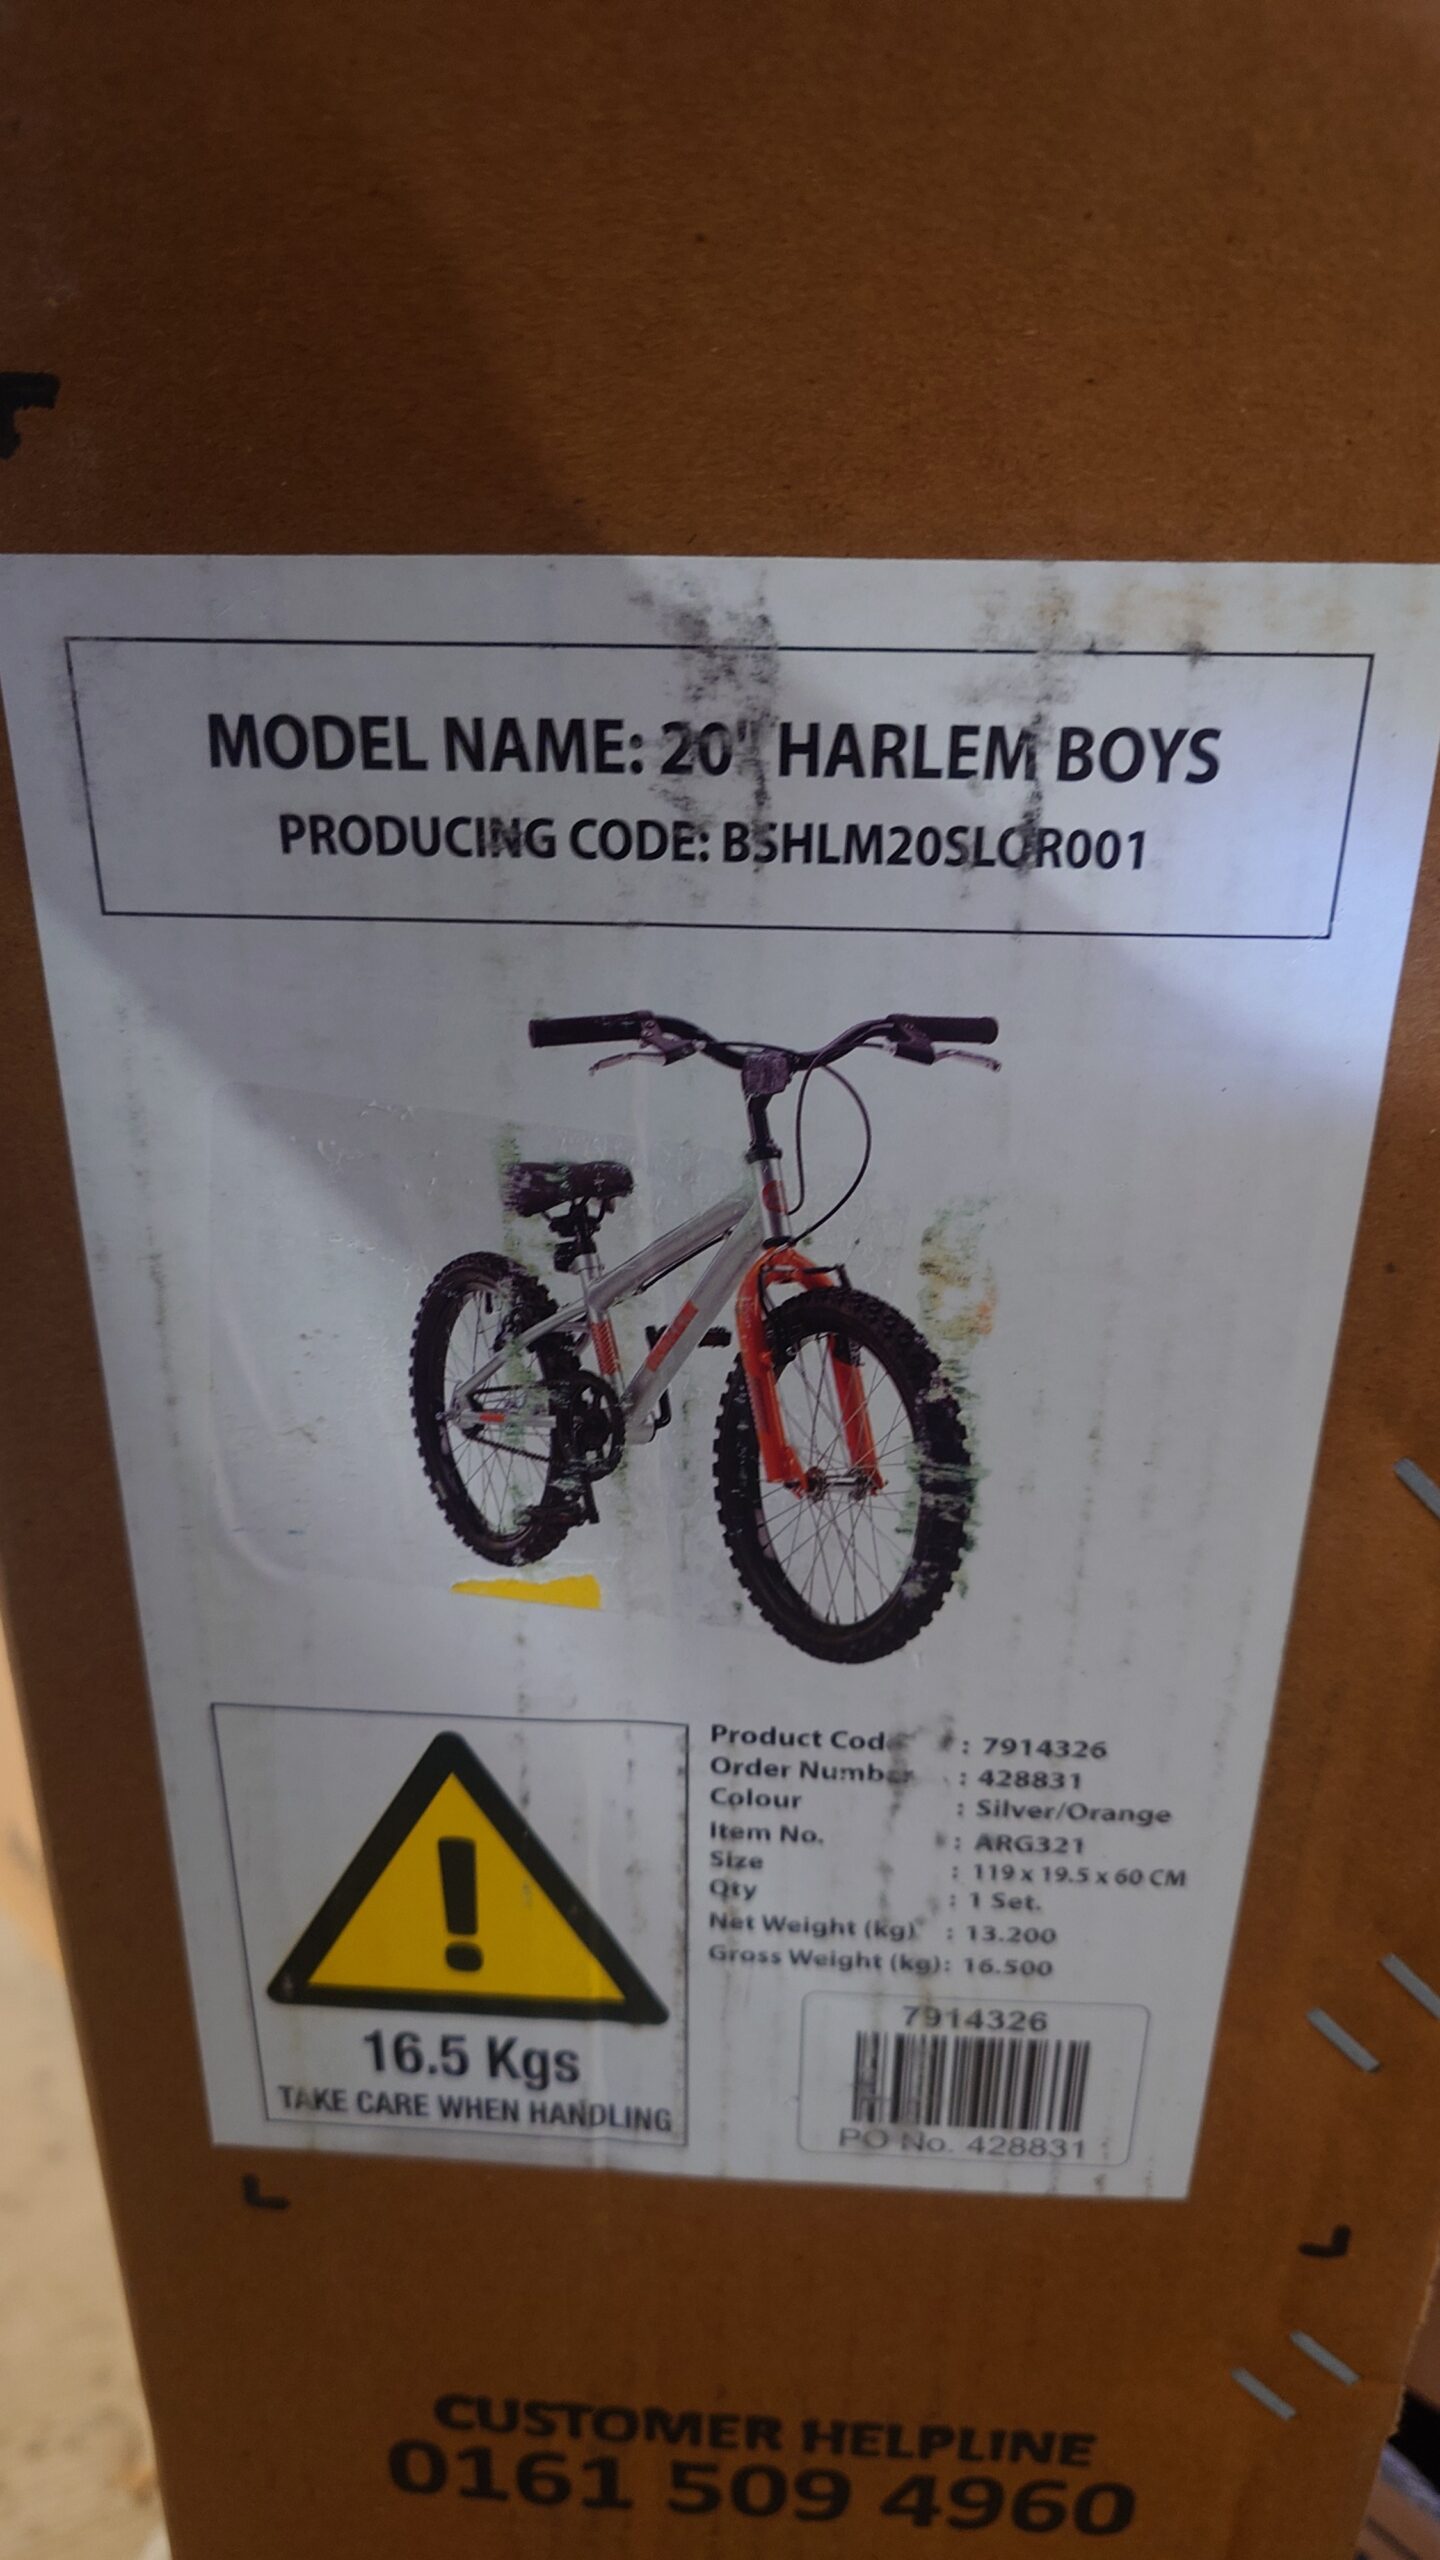 MODEL NAME: 20" HARLEM BOYS
PRODUCING CODE: BSHLM20SLOR001
Product Code : 7914326
Order Number : 428831
Colour : Silver/Orange
Item No. : ARG321
Size : 119 x 19.5 x 60 CM
Qty : 1 Set.
Net Weight (kg) : 13.200
Gross Weight (kg): 16.500
16.5 Kgs
TAKE CARE WHEN HANDLING
7914326
PO No. 428831
CUSTOMER HELPLINE
0161 509 4960